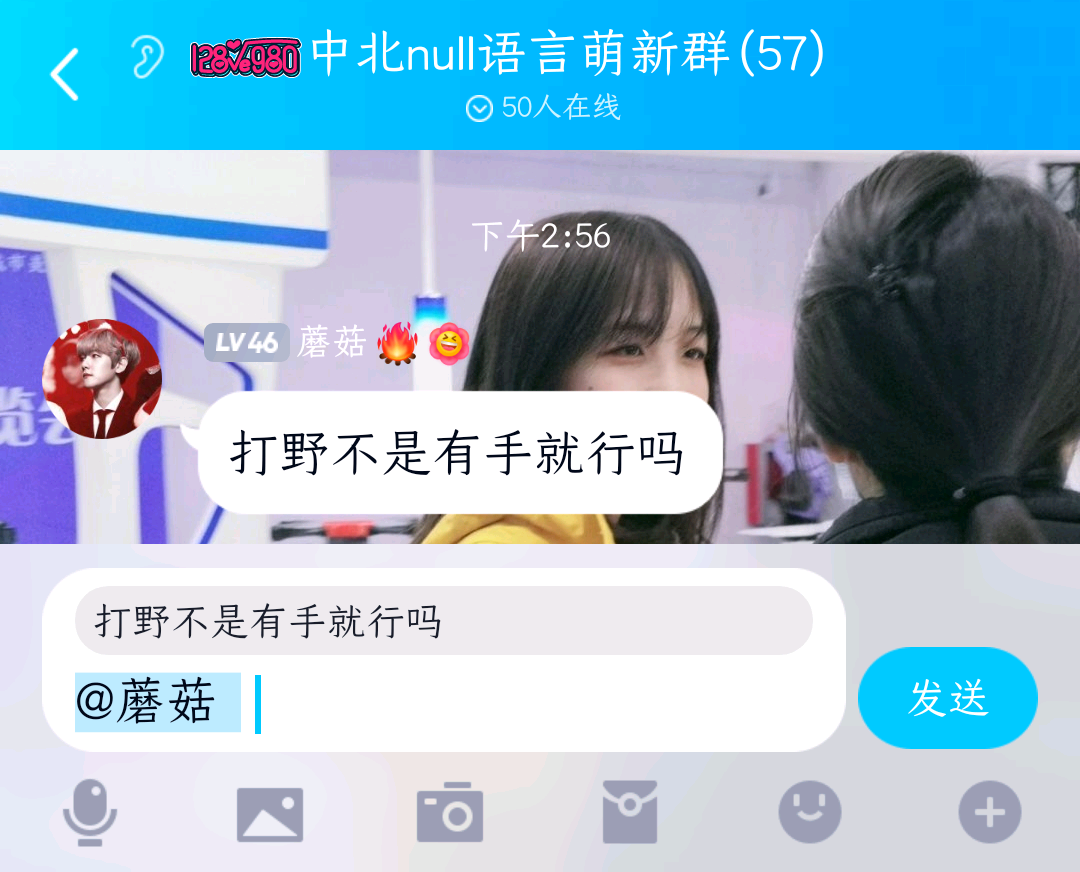 128√e980 中北null语言萌新群(57)
50人在线
下午2:56
LV46 蘑菇
打野不是有手就行吗
打野不是有手就行吗
@蘑菇
发送